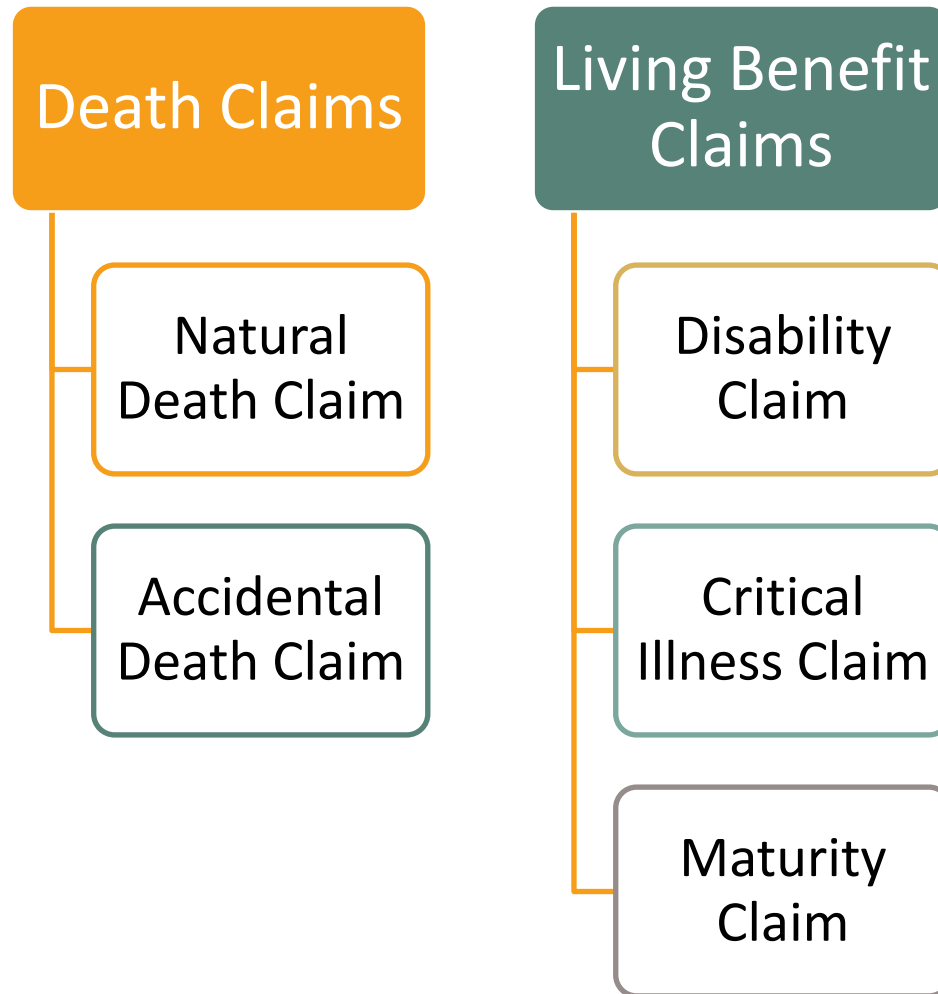 Death Claims
Natural
Death Claim
Accidental
Death Claim
Living Benefit
Claims
Disability
Claim
Critical
Illness Claim
Maturity
Claim